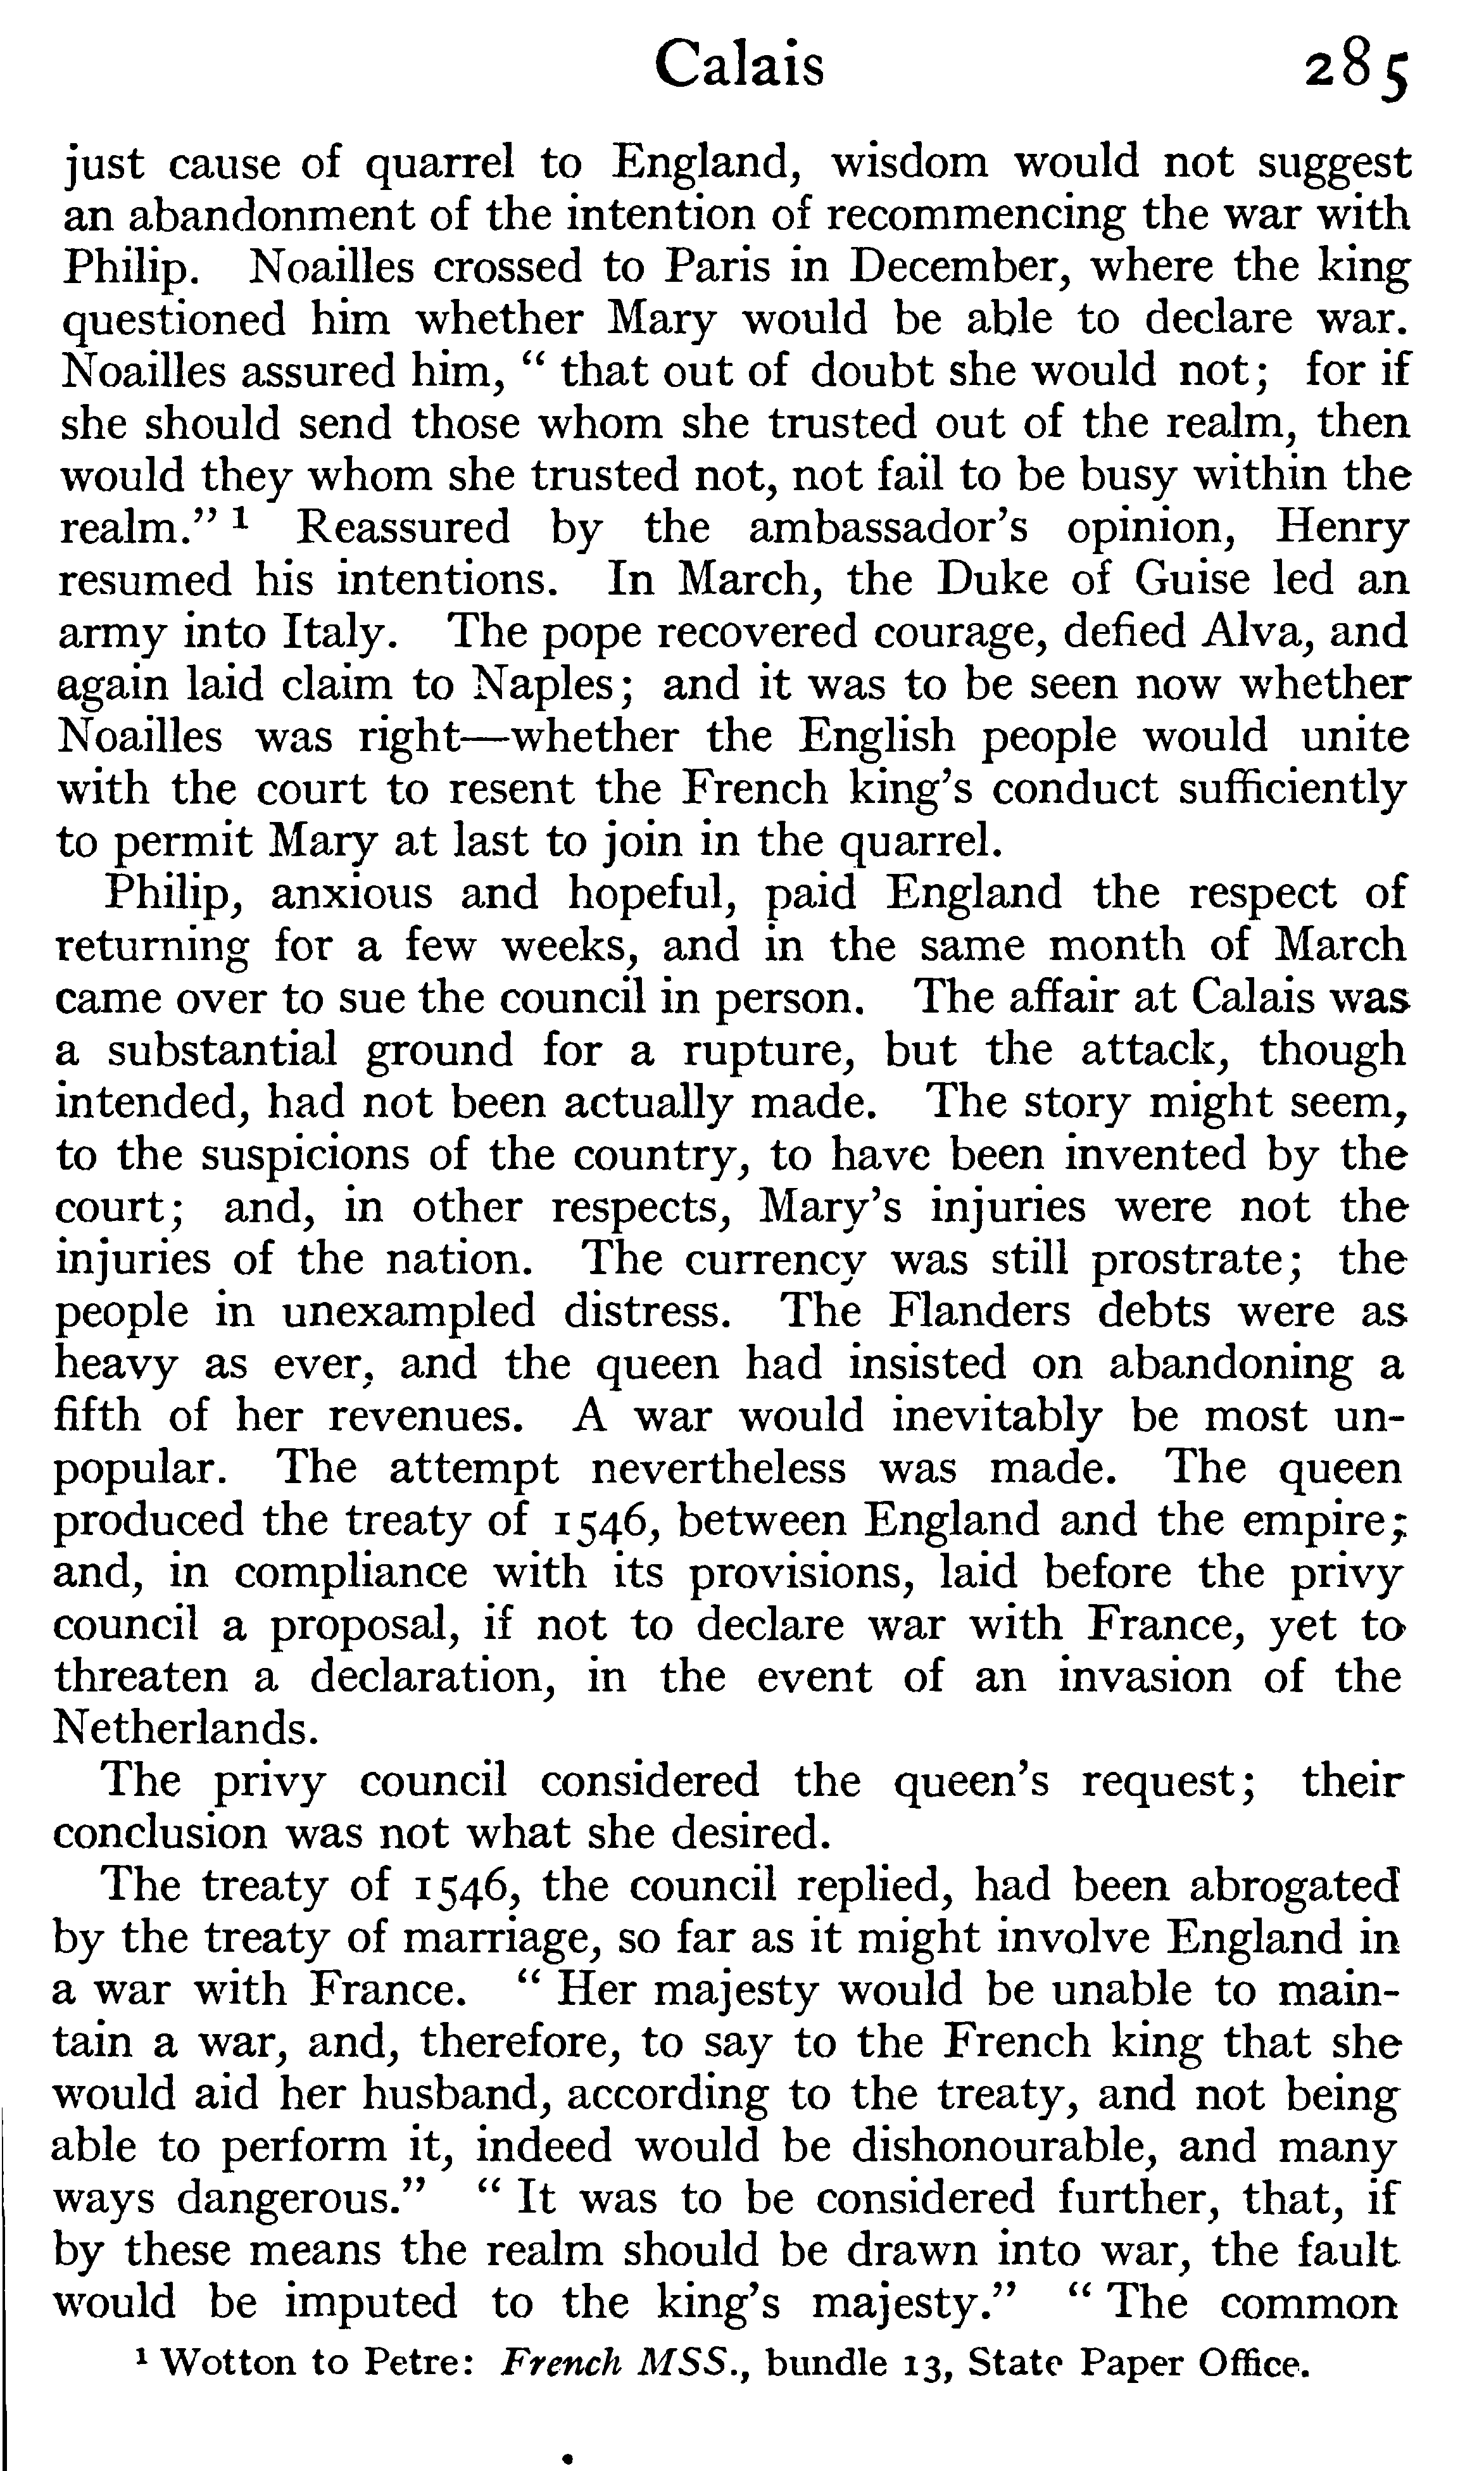 Calais 285
just cause of quarrel to England, wisdom would not suggest
an abandonment of the intention of recommencing the war with
Philip. Noailles crossed to Paris in December, where the king
questioned him whether Mary would be able to declare war.
Noailles assured him, “ that out of doubt she would not; for if
she should send those whom she trusted out of the realm, then
would they whom she trusted not, not fail to be busy within the
realm.” ¹ Reassured by the ambassador’s opinion, Henry
resumed his intentions. In March, the Duke of Guise led an
army into Italy. The pope recovered courage, defied Alva, and
again laid claim to Naples; and it was to be seen now whether
Noailles was right—whether the English people would unite
with the court to resent the French king’s conduct sufficiently
to permit Mary at last to join in the quarrel.
Philip, anxious and hopeful, paid England the respect of
returning for a few weeks, and in the same month of March
came over to sue the council in person. The affair at Calais was
a substantial ground for a rupture, but the attack, though
intended, had not been actually made. The story might seem,
to the suspicions of the country, to have been invented by the
court; and, in other respects, Mary’s injuries were not the
injuries of the nation. The currency was still prostrate; the
people in unexampled distress. The Flanders debts were as
heavy as ever, and the queen had insisted on abandoning a
fifth of her revenues. A war would inevitably be most un-
popular. The attempt nevertheless was made. The queen
produced the treaty of 1546, between England and the empire;
and, in compliance with its provisions, laid before the privy
council a proposal, if not to declare war with France, yet to
threaten a declaration, in the event of an invasion of the
Netherlands.
The privy council considered the queen’s request; their
conclusion was not what she desired.
The treaty of 1546, the council replied, had been abrogated
by the treaty of marriage, so far as it might involve England in
a war with France. “ Her majesty would be unable to main-
tain a war, and, therefore, to say to the French king that she
would aid her husband, according to the treaty, and not being
able to perform it, indeed would be dishonourable, and many
ways dangerous.” “ It was to be considered further, that, if
by these means the realm should be drawn into war, the fault
would be imputed to the king’s majesty.” “ The common
¹ Wotton to Petre: French MSS., bundle 13, State Paper Office.